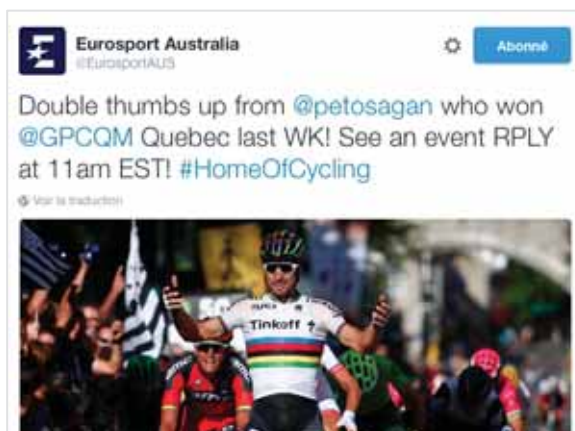 Eurosport Australia
@EurosportAUS
Abonné
Double thumbs up from @petosagan who won
@GPCQM Quebec last WK! See an event RPLY
at 11am EST! #HomeOfCycling
Voir la traduction
Tinkoff